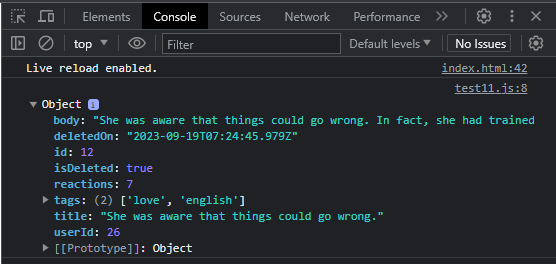 Elements Console Sources Network Performance »
top Filter Default levels No Issues
Live reload enabled. index.html:42
test11.js:8
Object i
body: "She was aware that things could go wrong. In fact, she had trained
deletedOn: "2023-09-19T07:24:45.979Z"
id: 12
isDeleted: true
reactions: 7
tags: (2) ['love', 'english']
title: "She was aware that things could go wrong."
userId: 26
[[Prototype]]: Object